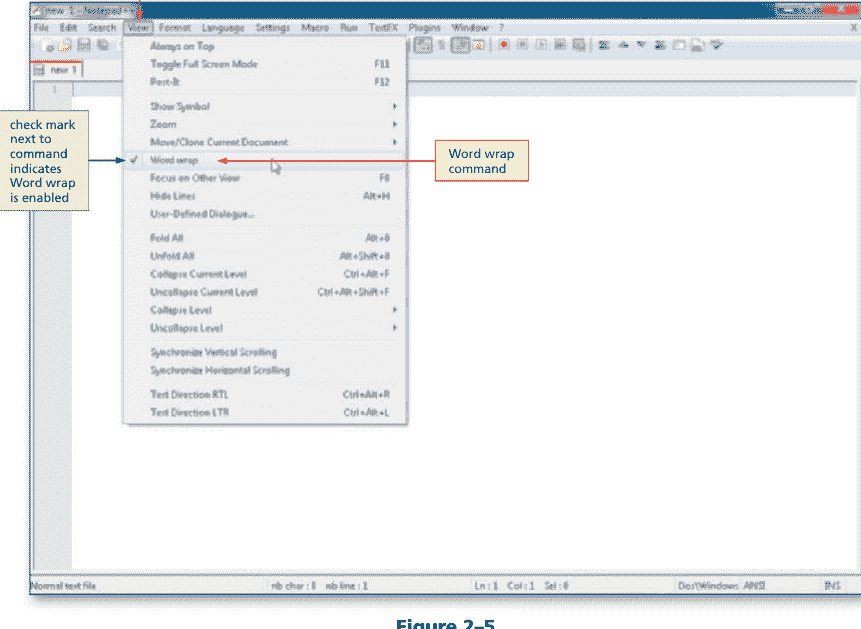 new 1 - Notepad++
File Edit Search View Format Language Settings Macro Run TextFX Plugins Window ? X
new 1
1
Always on Top
Toggle Full Screen Mode F11
Post-It F12
Show Symbol
Zoom
Move/Clone Current Document
Word wrap
Focus on Other View F8
Hide Lines Alt+H
User-Defined Dialogue...
Fold All Alt+0
Unfold All Alt+Shift+0
Collapse Current Level Ctrl+Alt+F
Uncollapse Current Level Ctrl+Alt+Shift+F
Collapse Level
Uncollapse Level
Synchronize Vertical Scrolling
Synchronize Horizontal Scrolling
Text Direction RTL Ctrl+Alt+R
Text Direction LTR Ctrl+Alt+L
check mark
next to
command
indicates
Word wrap
is enabled
Word wrap
command
Normal text file nb char : 0 nb line : 1 Ln : 1 Col : 1 Sel : 0 Dos\Windows ANSI INS
Figure 2–5